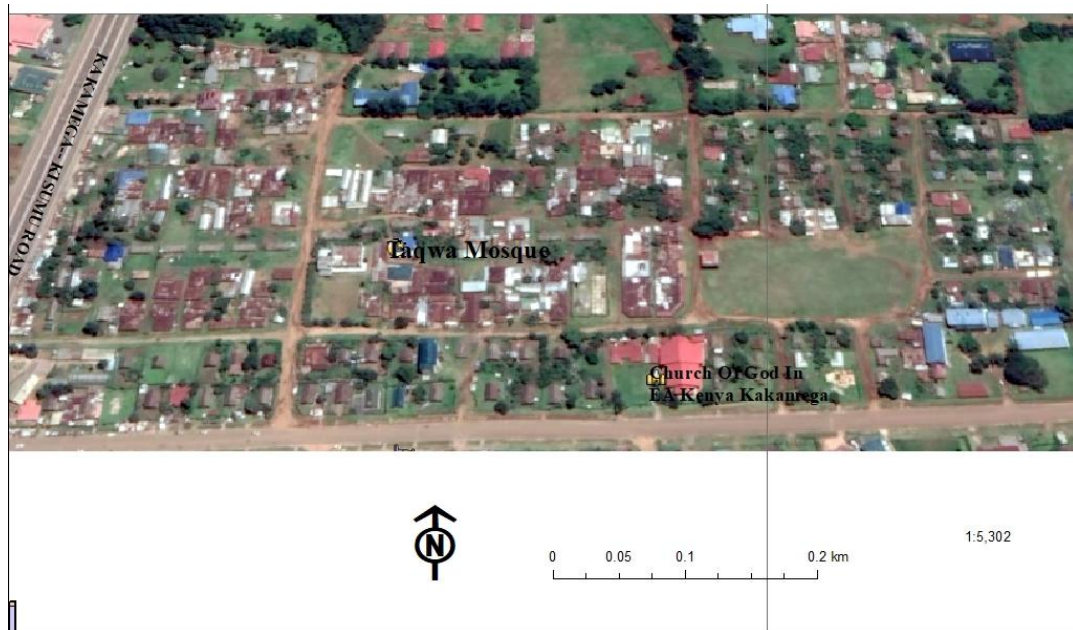 KAKAMEGA - KISUMU ROAD
Taqwa Mosque
Church Of God In
EA Kenya Kakamega
N
0 0.05 0.1 0.2 km
1:5,302